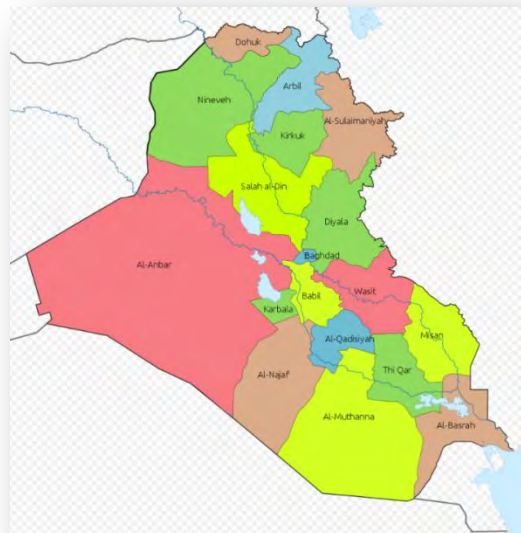 Dohuk
Arbil
Nineveh
Al-Sulaimaniyah
Kirkuk
Salah al-Din
Diyala
Baghdad
Al-Anbar
Wasit
Babil
Karbala
Al-Qadisiyah
Misan
Thi Qar
Al-Najaf
Al-Muthanna
Al-Basrah